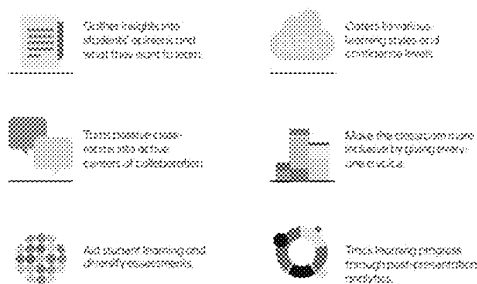 Gather insights into
students' opinions and
what they want to learn.
Caters to various
learning styles and
confidence levels.
Turns passive class-
rooms into active
centers of collaboration.
Make the classroom more
inclusive by giving every-
one a voice.
Aid student learning and
diversify assessments.
Track learning progress
through post-presentation
analytics.